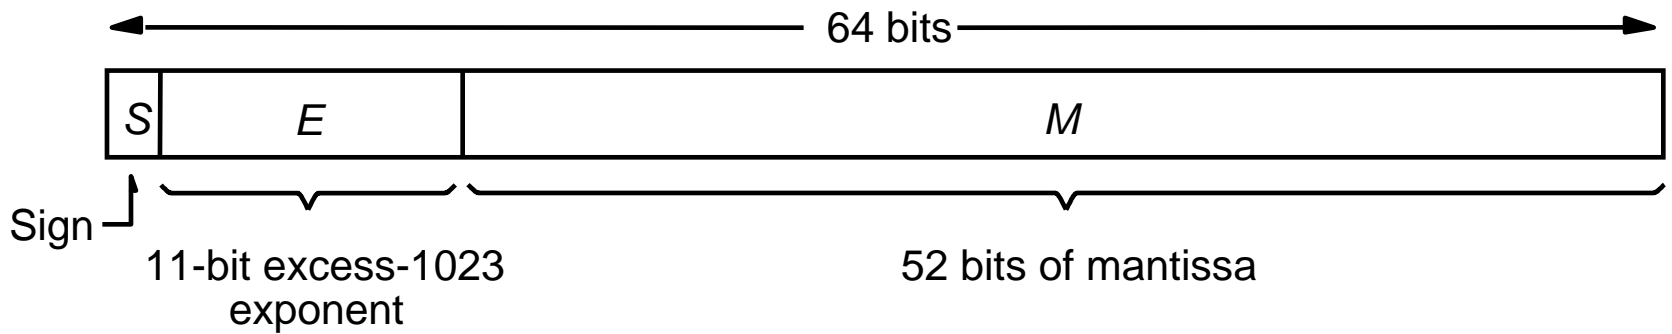 64 bits
S E M
Sign
11-bit excess-1023
exponent
52 bits of mantissa